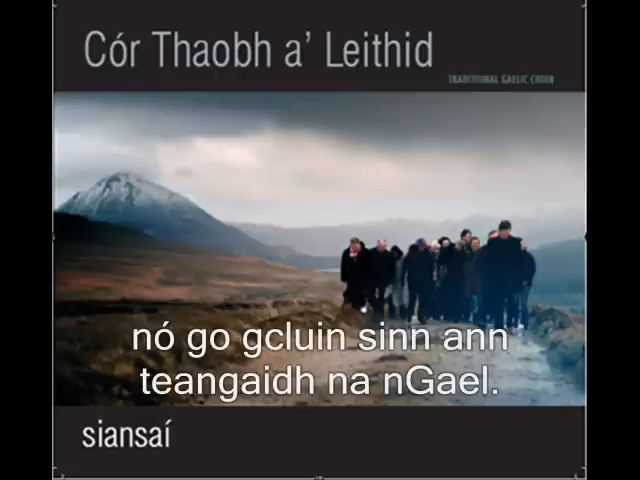 Cór Thaobh a' Leithid
TRADITIONAL GAELIC CHOIR
nó go gcluin sinn ann
teangaidh na nGael.
siansaí